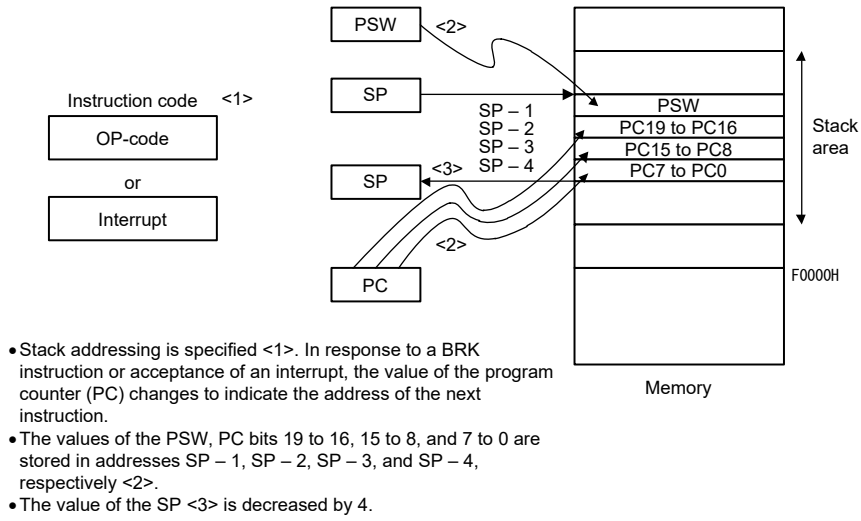 PSW
<2>
SP
Instruction code <1>
OP-code
or
Interrupt
SP – 1
SP – 2
SP – 3
SP – 4
PSW
PC19 to PC16
PC15 to PC8
PC7 to PC0
Stack
area
<3>
SP
<2>
PC
F0000H
Memory
• Stack addressing is specified <1>. In response to a BRK
instruction or acceptance of an interrupt, the value of the program
counter (PC) changes to indicate the address of the next
instruction.
• The values of the PSW, PC bits 19 to 16, 15 to 8, and 7 to 0 are
stored in addresses SP – 1, SP – 2, SP – 3, and SP – 4,
respectively <2>.
• The value of the SP <3> is decreased by 4.